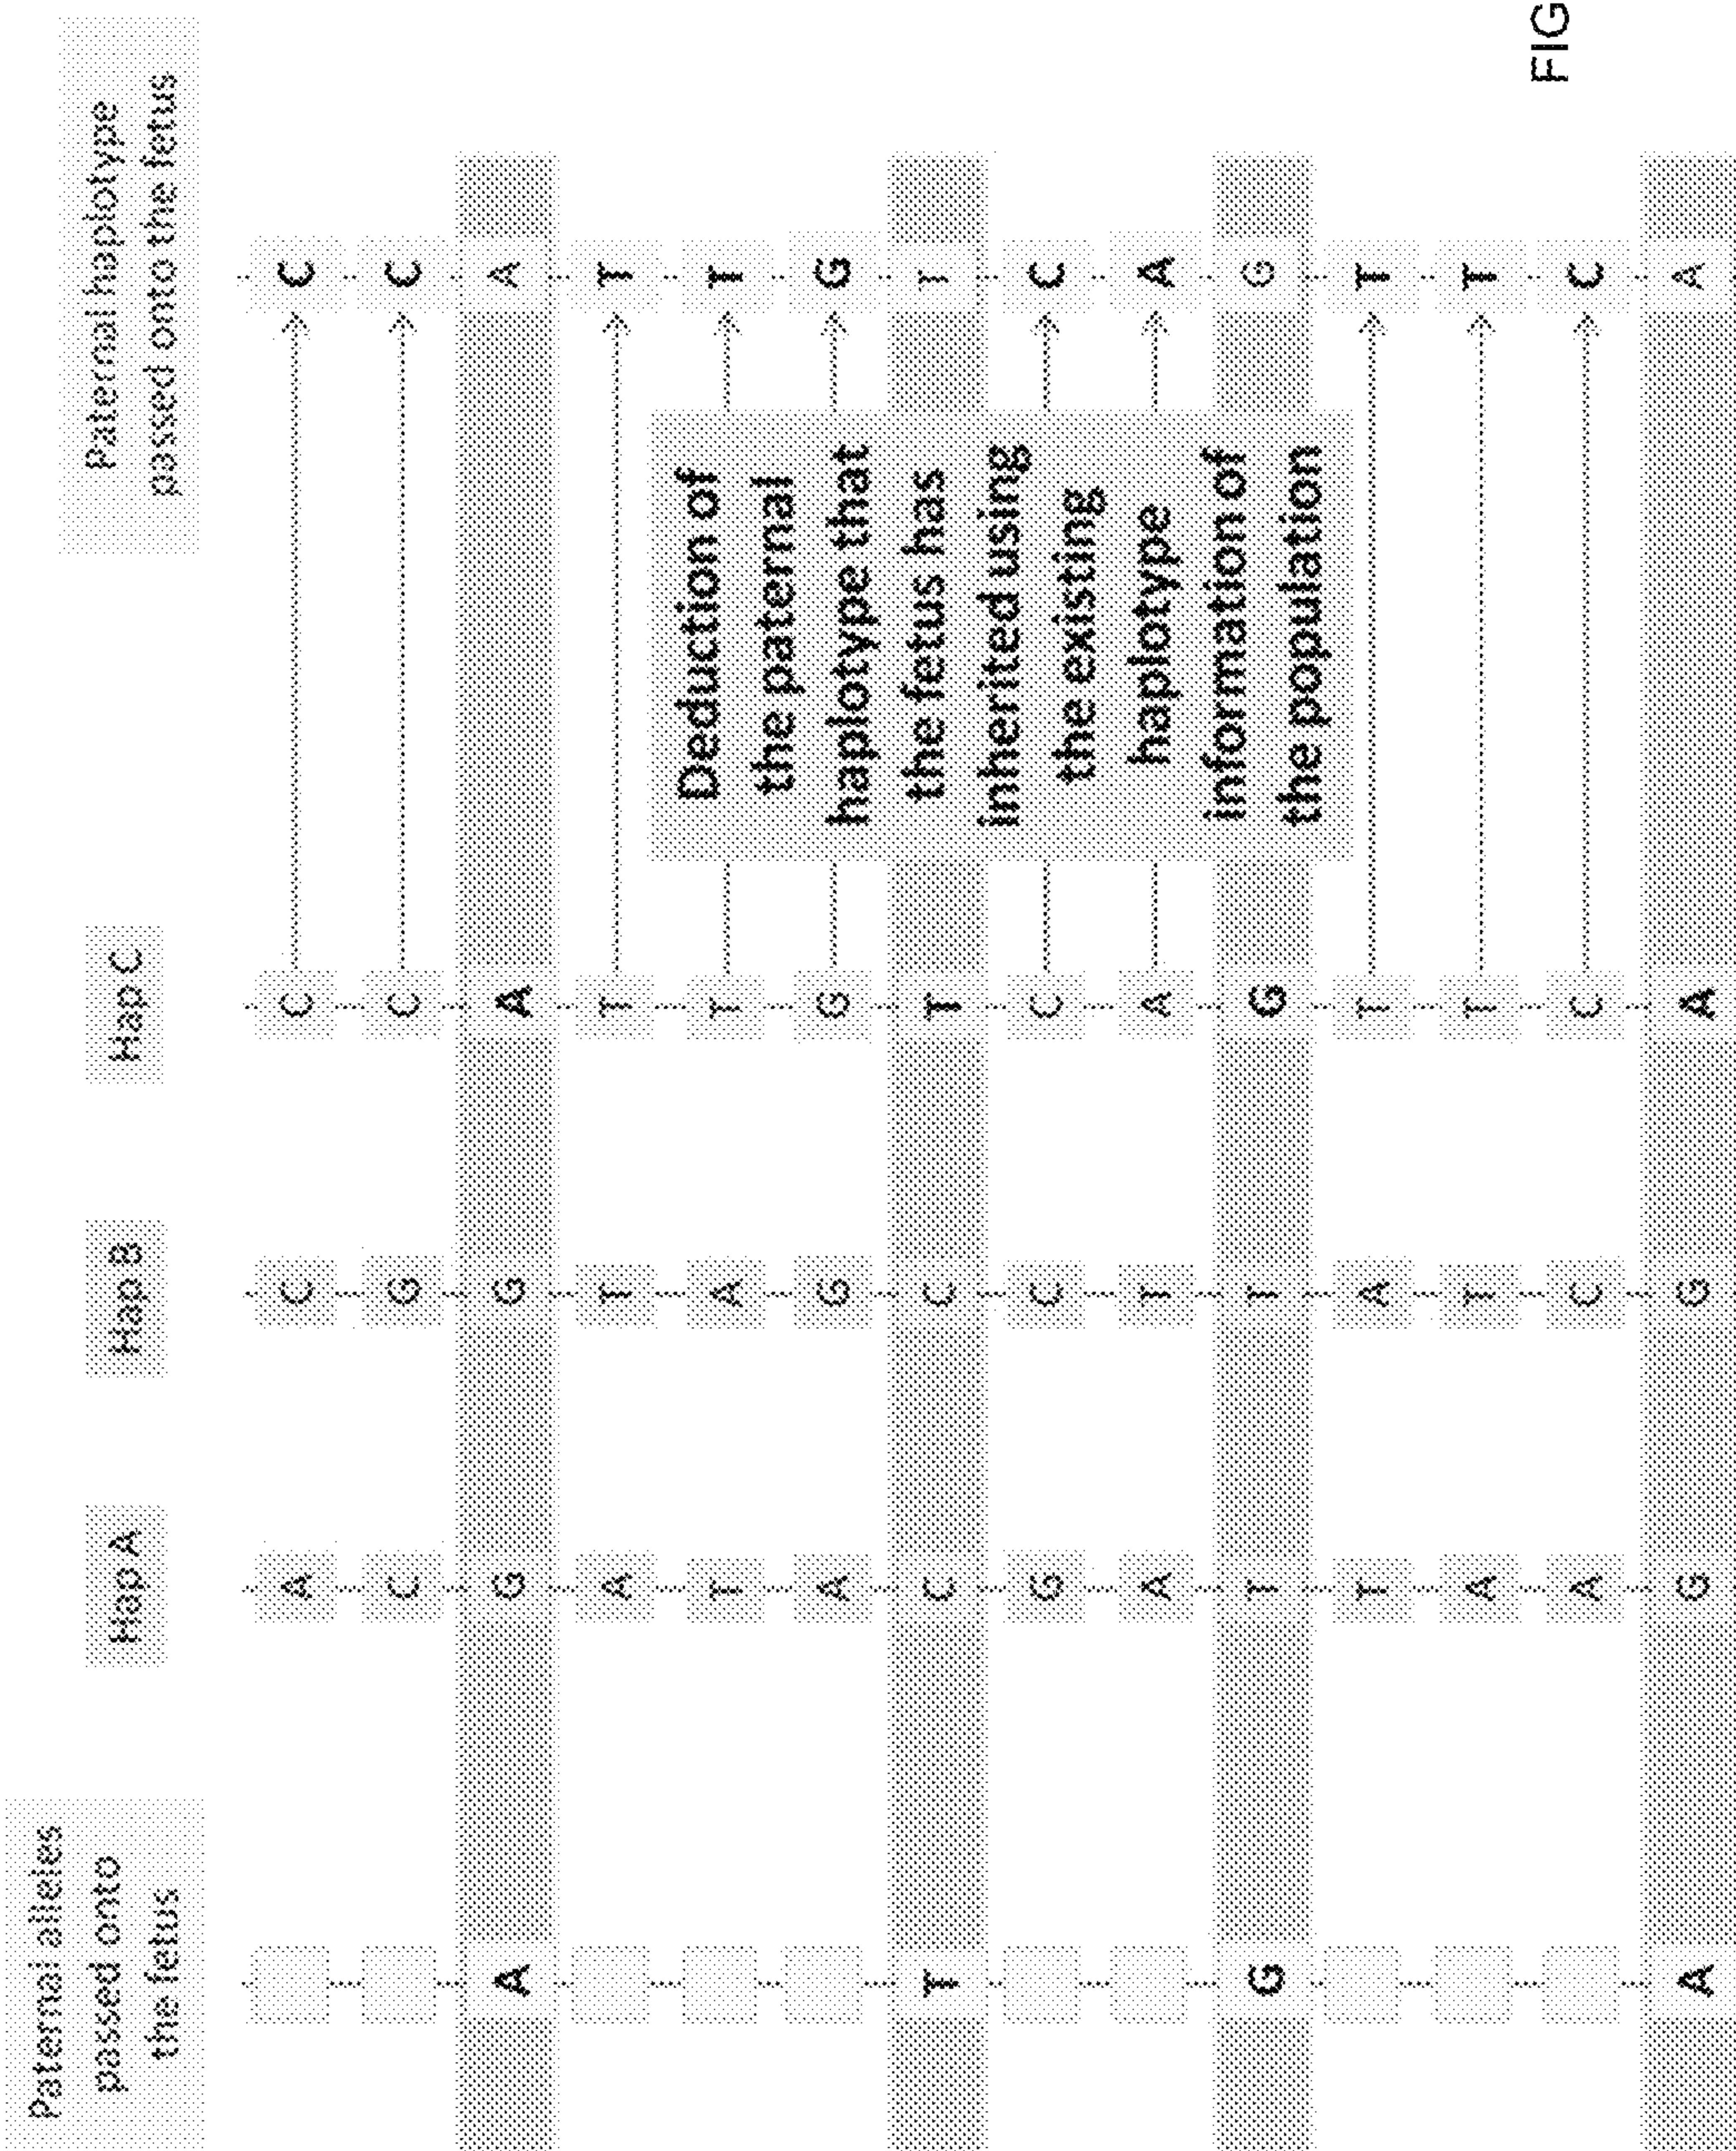 Paternal alleles
passed onto
the fetus
Hap A
Hap B
Hap C
Paternal haplotype
passed onto the fetus
A C C C
C G C C
A G G A A
A T T T
T A T T
A G G G
T C C T T
G C C C
A T A A
G T T G G
T A T T
A T T T
A C C C
A G G A A
Deduction of
the paternal
haplotype that
the fetus has
inherited using
the existing
haplotype
information of
the population
FIG